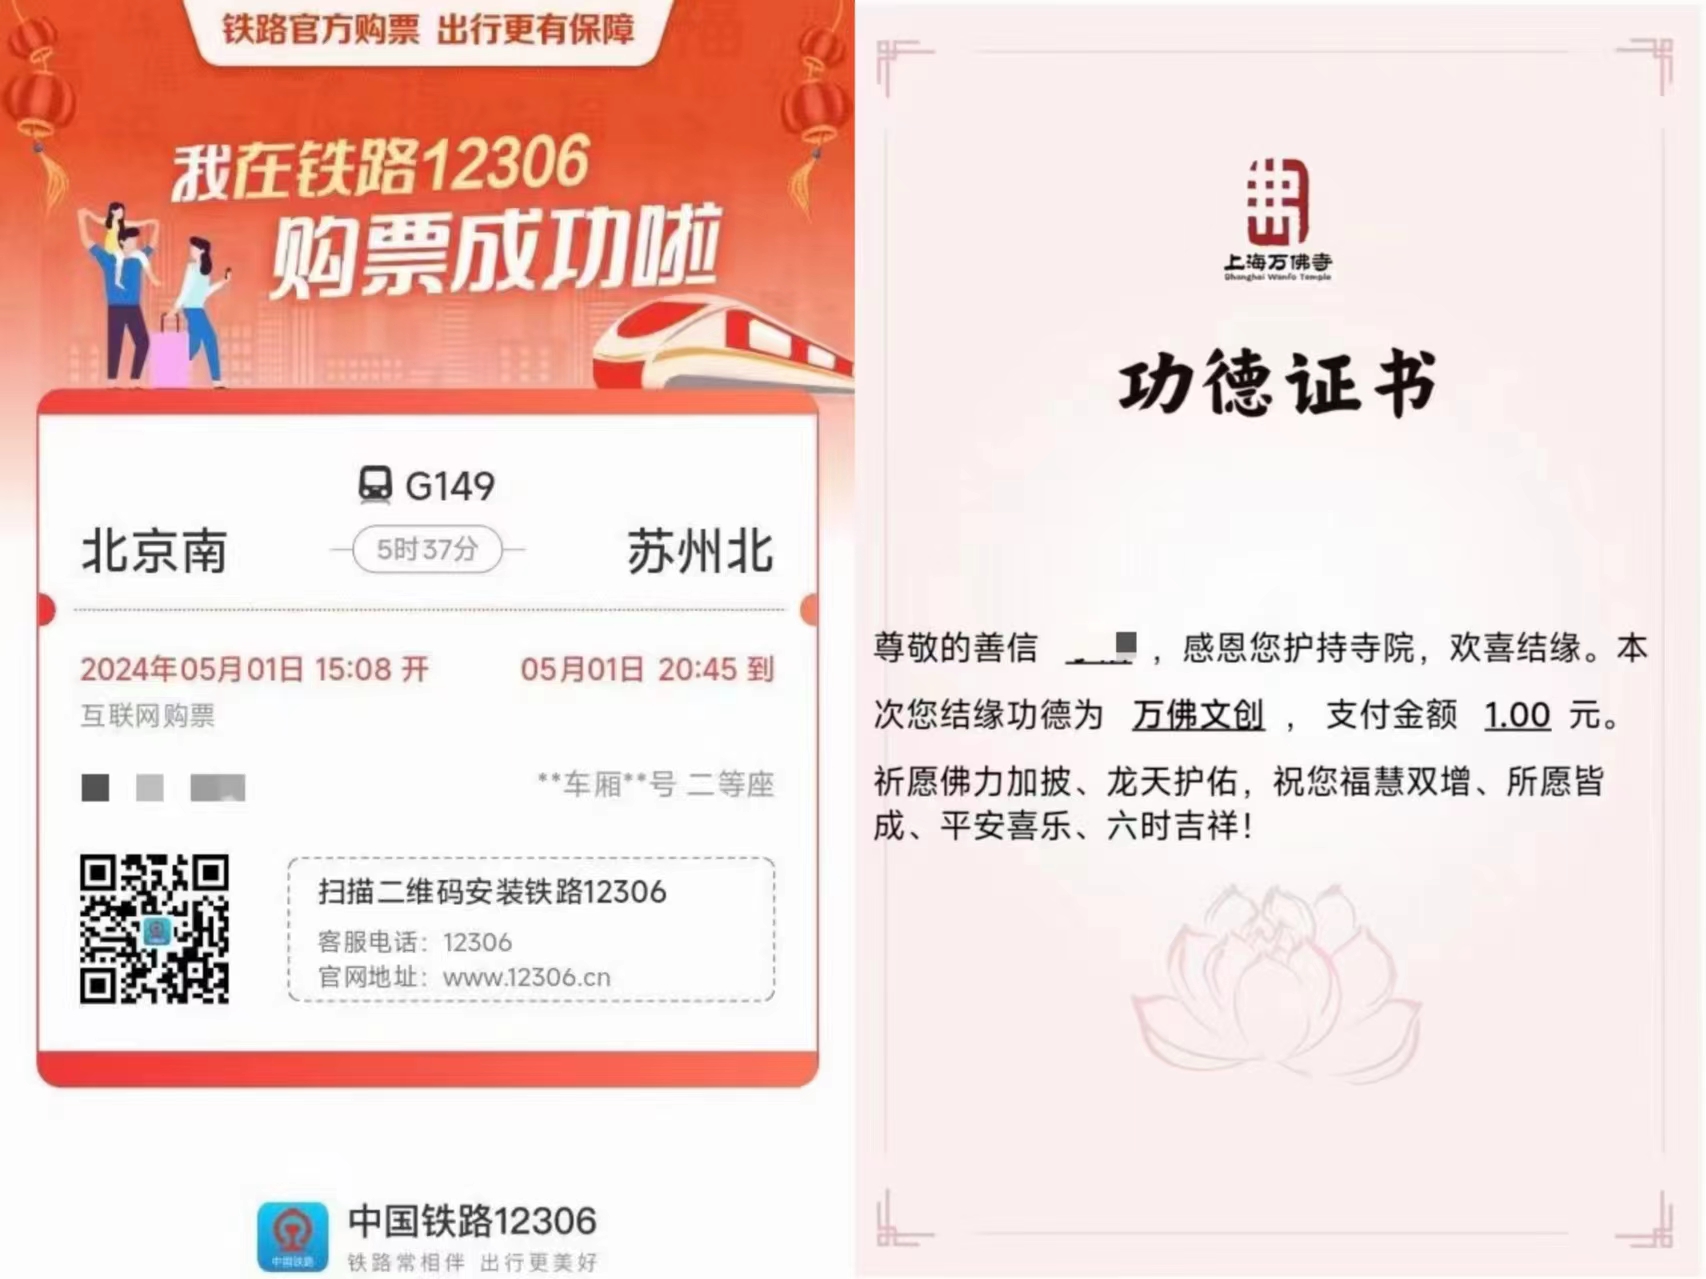 铁路官方购票 出行更有保障
我在铁路12306
购票成功啦
G149
北京南
5时37分
苏州北
2024年05月01日 15:08 开
05月01日 20:45 到
互联网购票
**车厢**号 二等座
扫描二维码安装铁路12306
客服电话：12306
官网地址：www.12306.cn
中国铁路
中国铁路12306
铁路常相伴 出行更美好
上海万佛寺
Shanghai Wanfo Temple
功德证书
尊敬的善信 ，感恩您护持寺院，欢喜结缘。本
次您结缘功德为 万佛文创 ， 支付金额 1.00 元。
祈愿佛力加披、龙天护佑，祝您福慧双增、所愿皆
成、平安喜乐、六时吉祥！